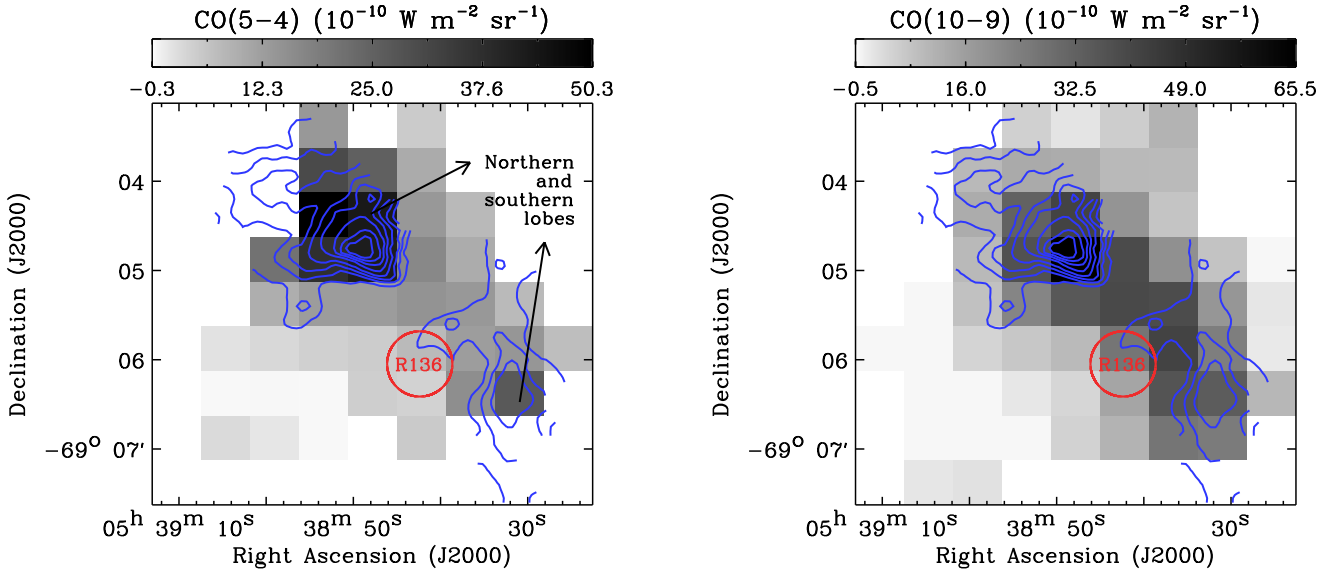 CO(5−4) (10⁻¹⁰ W m⁻² sr⁻¹)
−0.3 12.3 25.0 37.6 50.3
Northern
and
southern
lobes
R136
04
05
06
−69° 07′
Declination (J2000)
05ʰ 39ᵐ 10ˢ 38ᵐ 50ˢ 30ˢ
Right Ascension (J2000)
CO(10−9) (10⁻¹⁰ W m⁻² sr⁻¹)
−0.5 16.0 32.5 49.0 65.5
R136
04
05
06
−69° 07′
Declination (J2000)
05ʰ 39ᵐ 10ˢ 38ᵐ 50ˢ 30ˢ
Right Ascension (J2000)